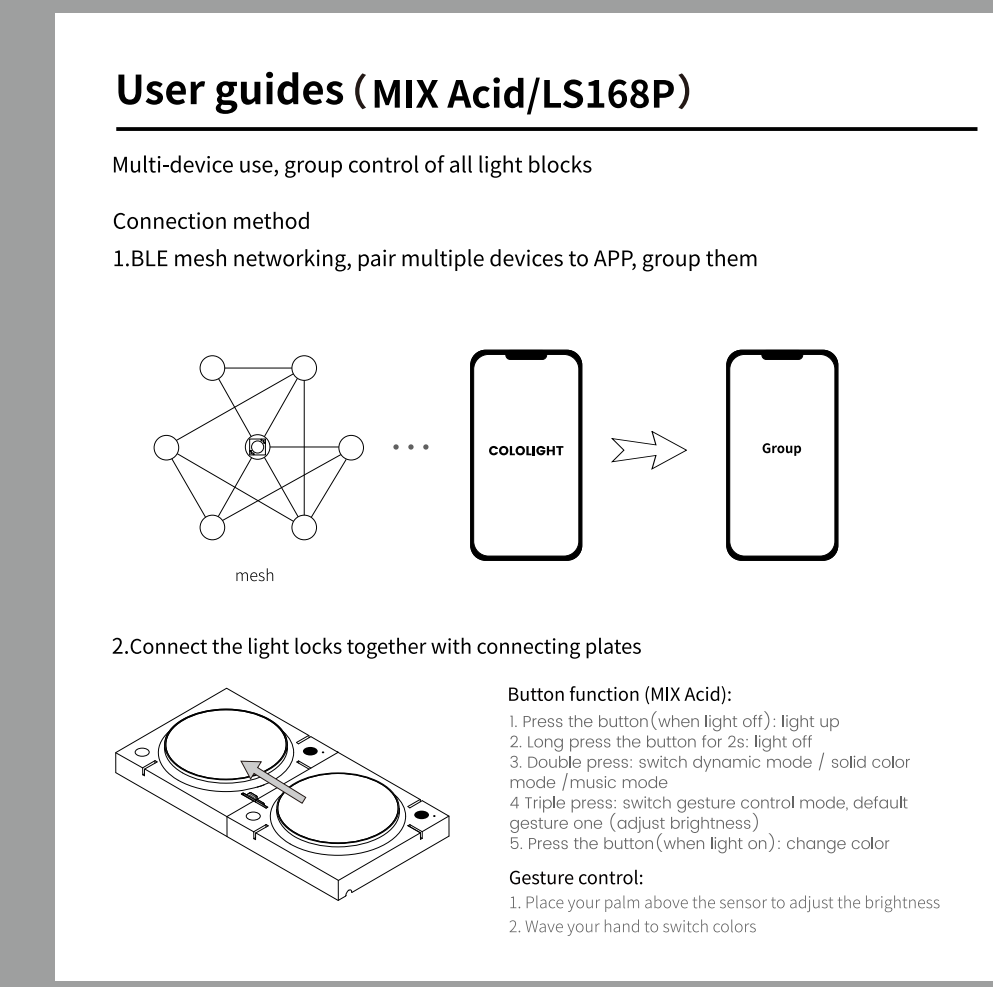 User guides（MIX Acid/LS168P）
Multi-device use, group control of all light blocks
Connection method
1.BLE mesh networking, pair multiple devices to APP, group them
COLOLIGHT
Group
mesh
2.Connect the light locks together with connecting plates
Button function (MIX Acid):
1. Press the button(when light off): light up
2. Long press the button for 2s: light off
3. Double press: switch dynamic mode / solid color
mode /music mode
4 Triple press: switch gesture control mode, default
gesture one (adjust brightness)
5. Press the button(when light on): change color
Gesture control:
1. Place your palm above the sensor to adjust the brightness
2. Wave your hand to switch colors